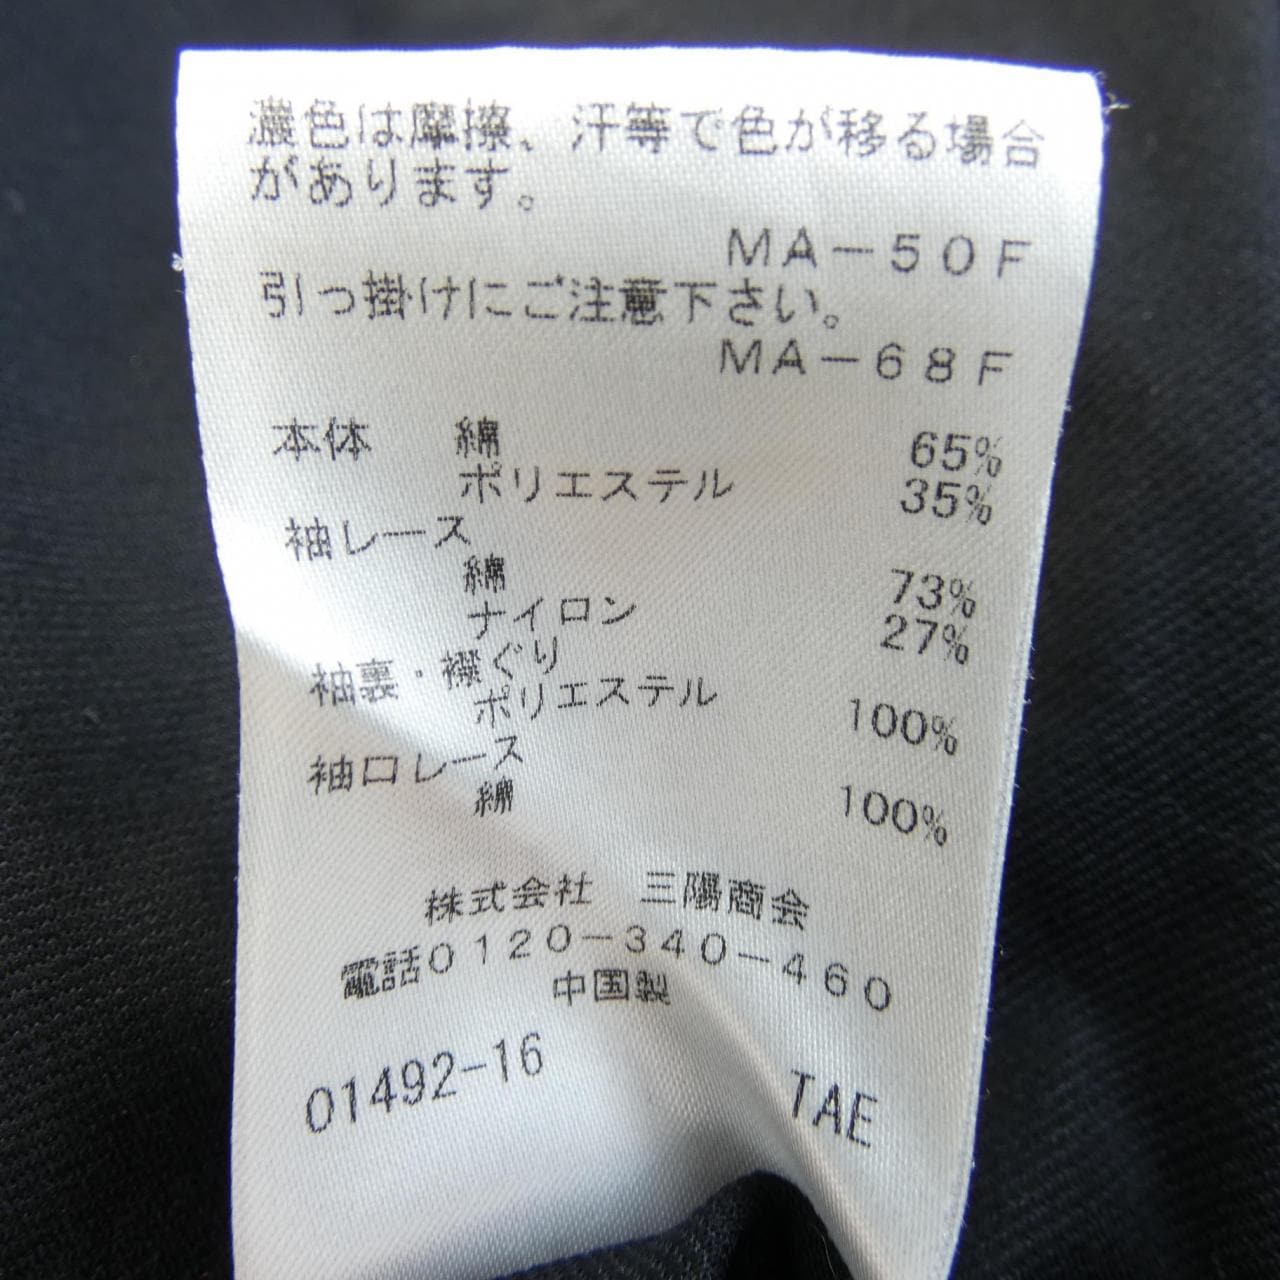 濃色は摩擦、汗等で色が移る場合
があります。
MA-50F
引っ掛けにご注意下さい。
MA-68F
本体 綿 65%
ポリエステル 35%
袖レース
綿 73%
ナイロン 27%
袖裏・襟ぐり
ポリエステル 100%
袖口レース
綿 100%
株式会社 三陽商会
電話0120-340-460
中国製
01492-16 TAE